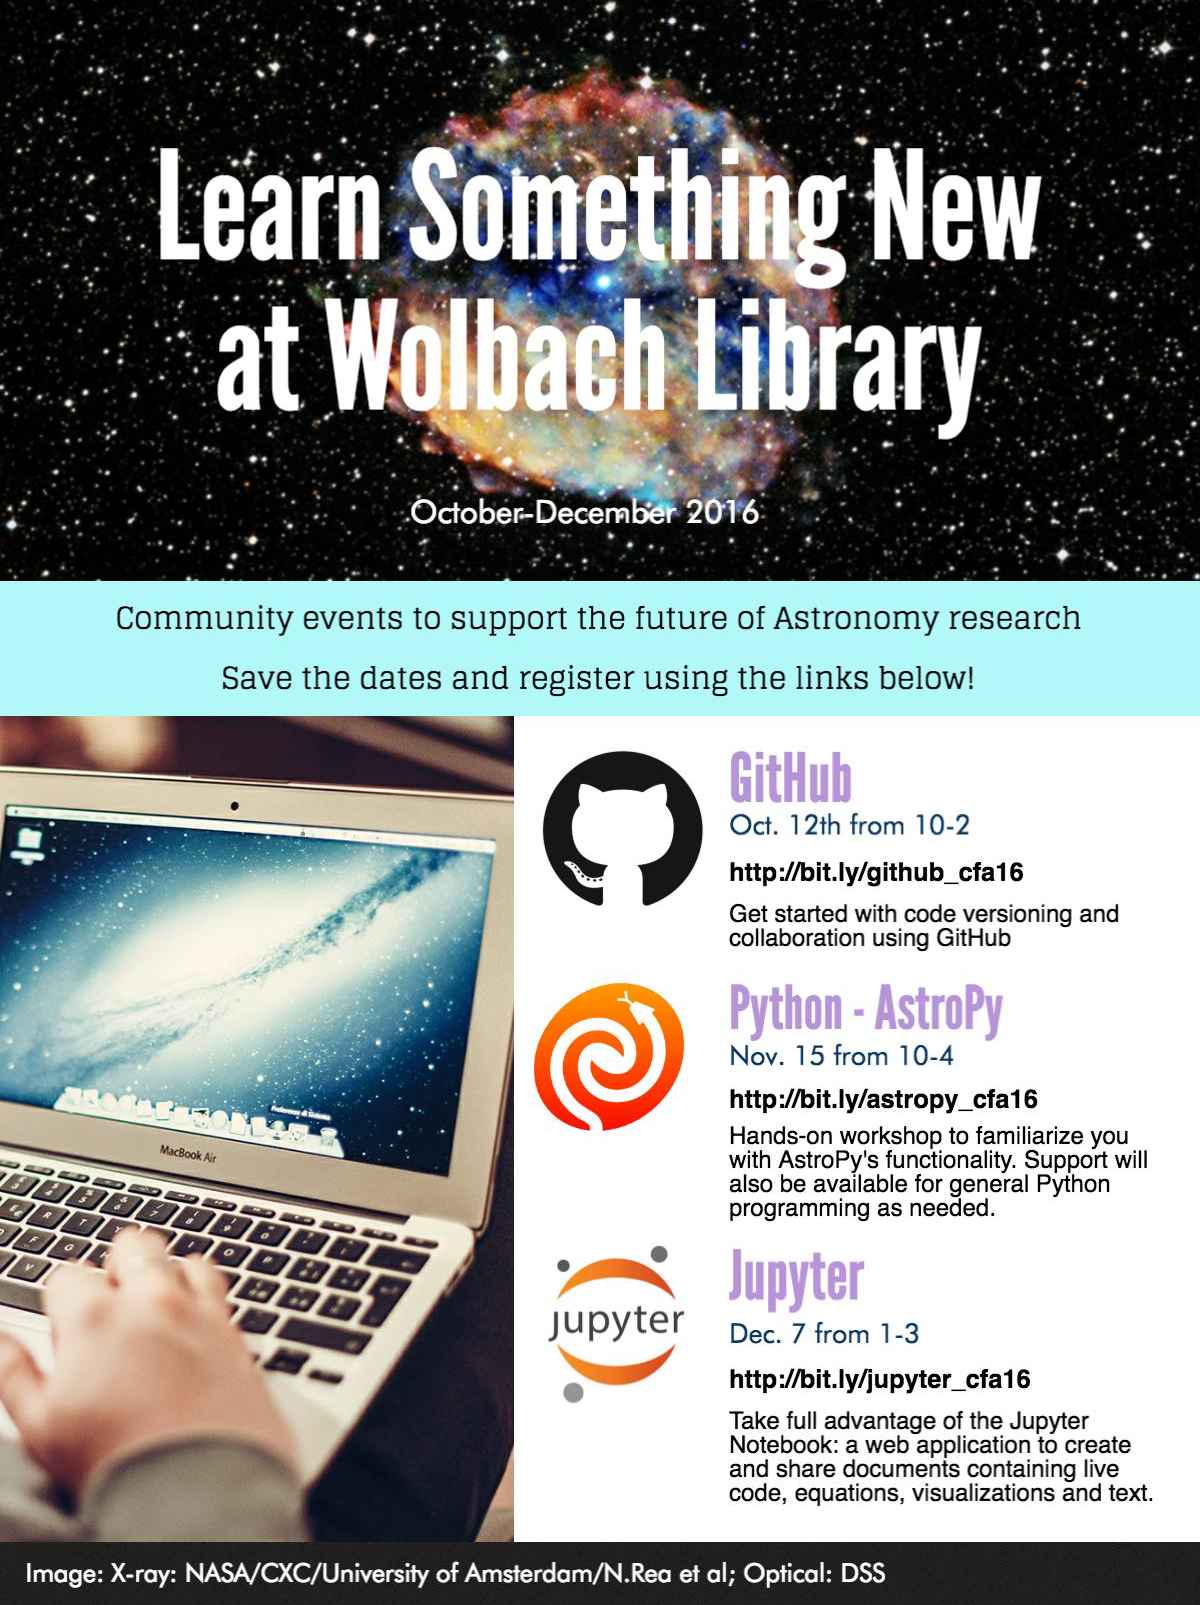 Learn Something New
at Wolbach Library
October-December 2016
Community events to support the future of Astronomy research
Save the dates and register using the links below!
GitHub
Oct. 12th from 10-2
http://bit.ly/github_cfa16
Get started with code versioning and
collaboration using GitHub
Python - AstroPy
Nov. 15 from 10-4
http://bit.ly/astropy_cfa16
Hands-on workshop to familiarize you
with AstroPy's functionality. Support will
also be available for general Python
programming as needed.
jupyter
Jupyter
Dec. 7 from 1-3
http://bit.ly/jupyter_cfa16
Take full advantage of the Jupyter
Notebook: a web application to create
and share documents containing live
code, equations, visualizations and text.
MacBook Air
Image: X-ray: NASA/CXC/University of Amsterdam/N.Rea et al; Optical: DSS